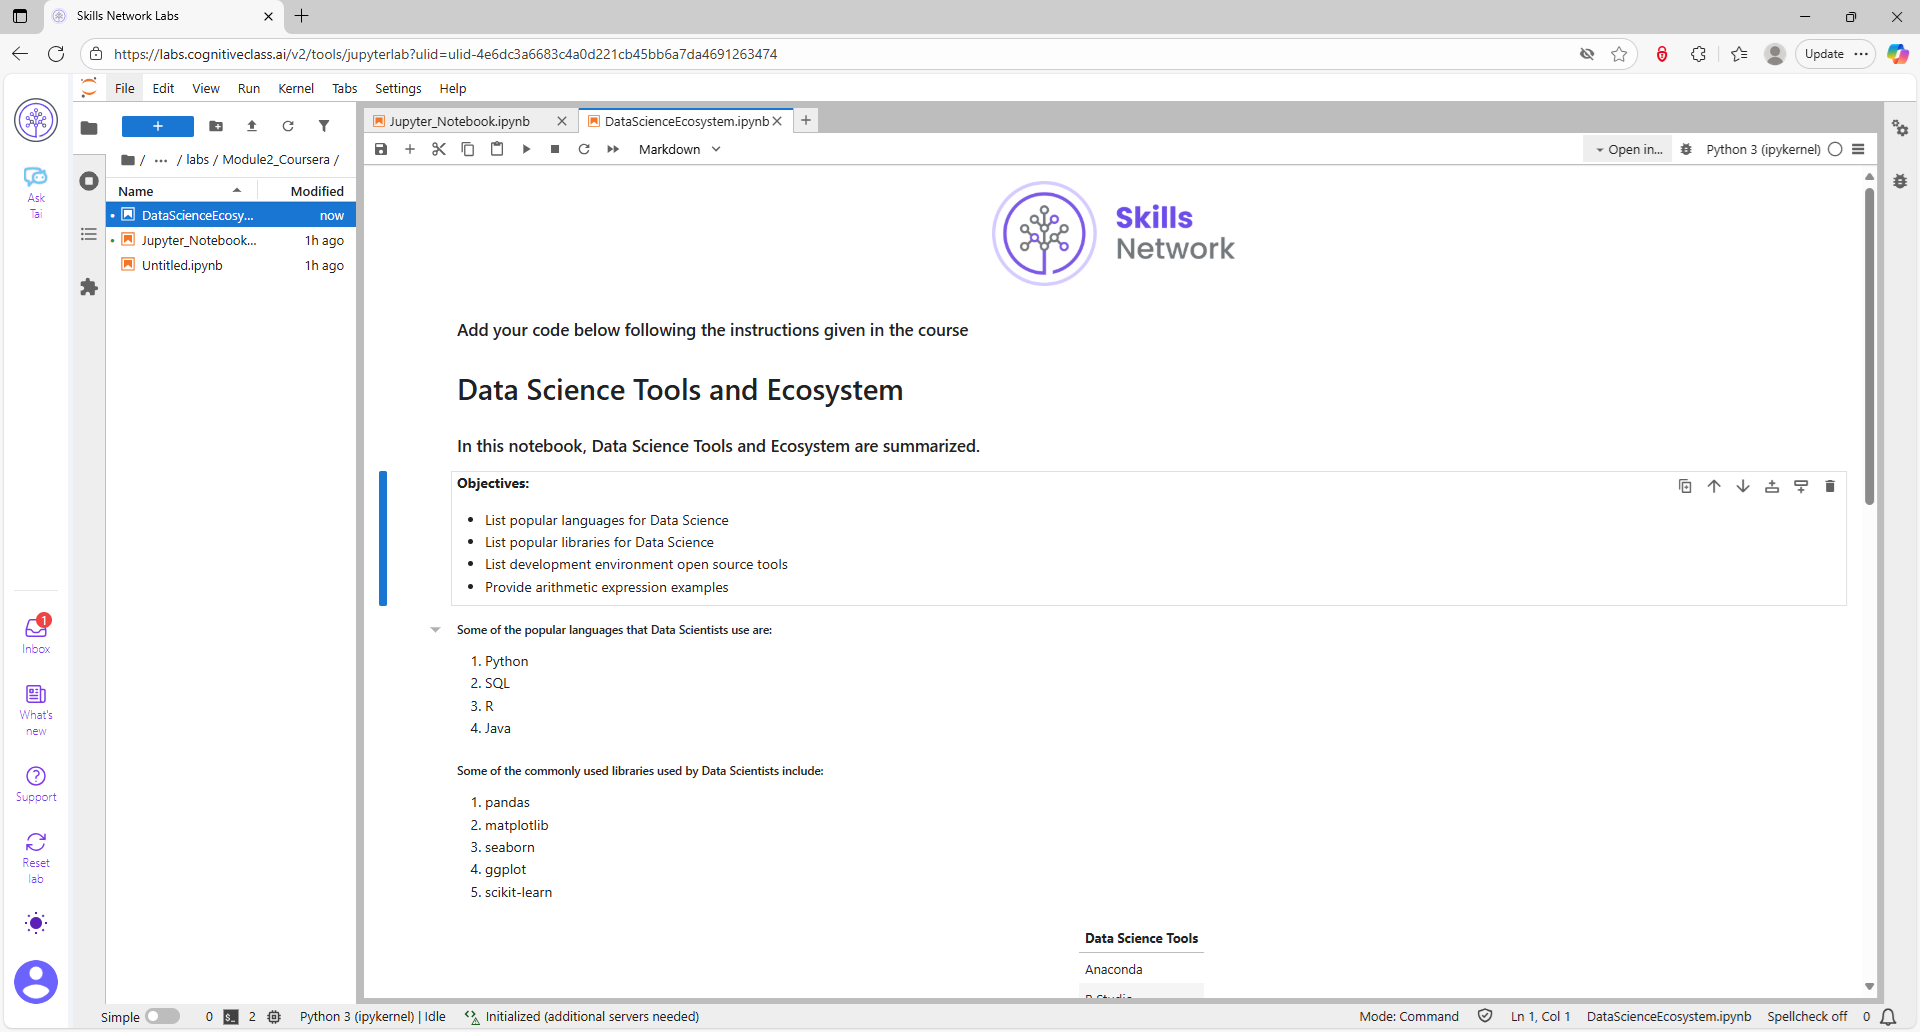 Skills Network Labs
https://labs.cognitiveclass.ai/v2/tools/jupyterlab?ulid=ulid-4e6dc3a6683c4a0d221cb45bb6a7da4691263474
Update
File Edit View Run Kernel Tabs Settings Help
Ask
Tai
Inbox
1
What's
new
Support
Reset
lab
/ ... / labs / Module2_Coursera /
Name Modified
DataScienceEcosy... now
Jupyter_Notebook... 1h ago
Untitled.ipynb 1h ago
Jupyter_Notebook.ipynb DataScienceEcosystem.ipynb
Markdown Open in... Python 3 (ipykernel)
Skills
Network
Add your code below following the instructions given in the course
Data Science Tools and Ecosystem
In this notebook, Data Science Tools and Ecosystem are summarized.
Objectives:
• List popular languages for Data Science
• List popular libraries for Data Science
• List development environment open source tools
• Provide arithmetic expression examples
Some of the popular languages that Data Scientists use are:
1. Python
2. SQL
3. R
4. Java
Some of the commonly used libraries used by Data Scientists include:
1. pandas
2. matplotlib
3. seaborn
4. ggplot
5. scikit-learn
Data Science Tools
Anaconda
Simple 0 $_ 2 Python 3 (ipykernel) | Idle Initialized (additional servers needed) Mode: Command Ln 1, Col 1 DataScienceEcosystem.ipynb Spellcheck off 0